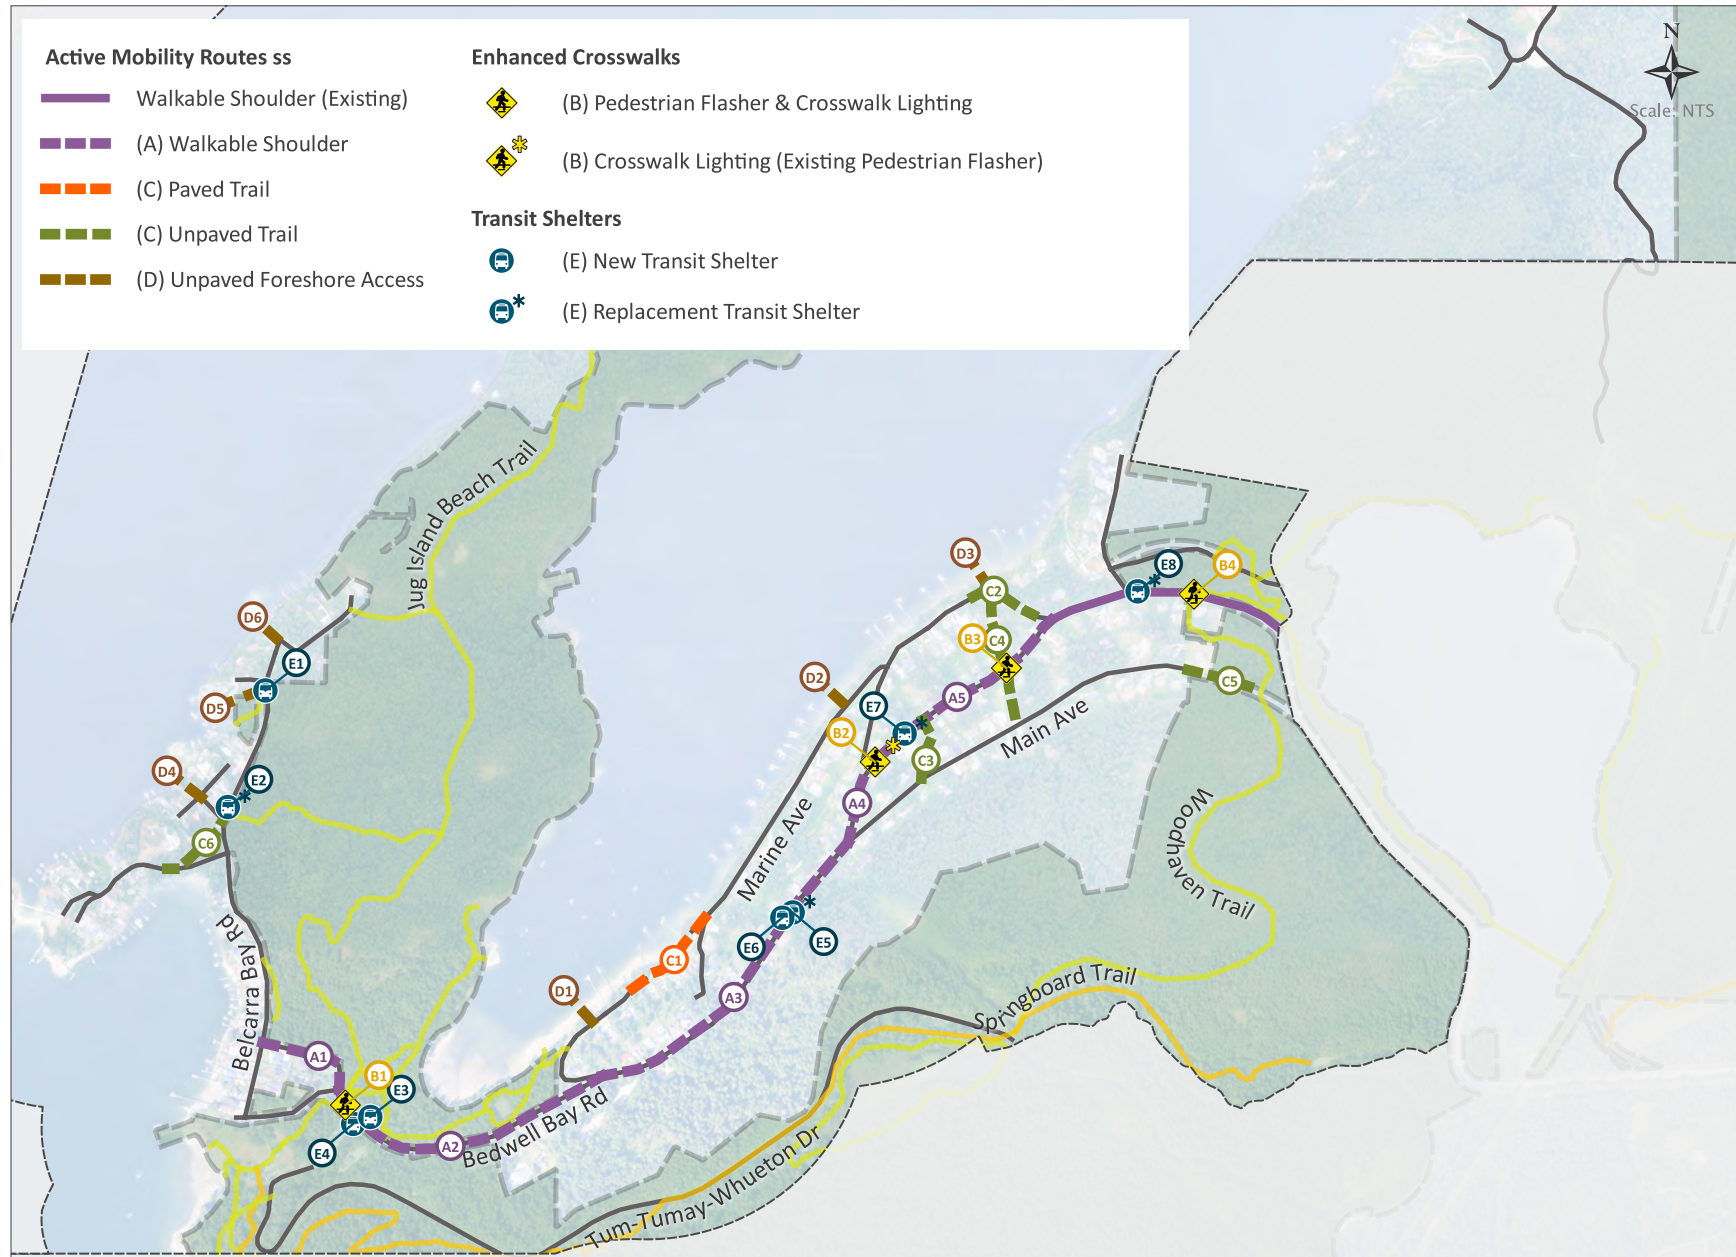 Active Mobility Routes ss
Walkable Shoulder (Existing)
(A) Walkable Shoulder
(C) Paved Trail
(C) Unpaved Trail
(D) Unpaved Foreshore Access
Enhanced Crosswalks
(B) Pedestrian Flasher & Crosswalk Lighting
(B) Crosswalk Lighting (Existing Pedestrian Flasher)
Transit Shelters
(E) New Transit Shelter
(E) Replacement Transit Shelter
N
Scale: NTS
Jug Island Beach Trail
D3
E8
B4
C2
D6
B3
C4
E1
D2
C5
A5
D5
E7
Main Ave
B2
C3
D4
E2
A4
Woodhaven Trail
C6
Marine Ave
E6
E5
Belcarra Bay Rd
C1
D1
A3
Springboard Trail
A1
B1
E3
Bedwell Bay Rd
A2
E4
Tum-Tumay-Whueton Dr